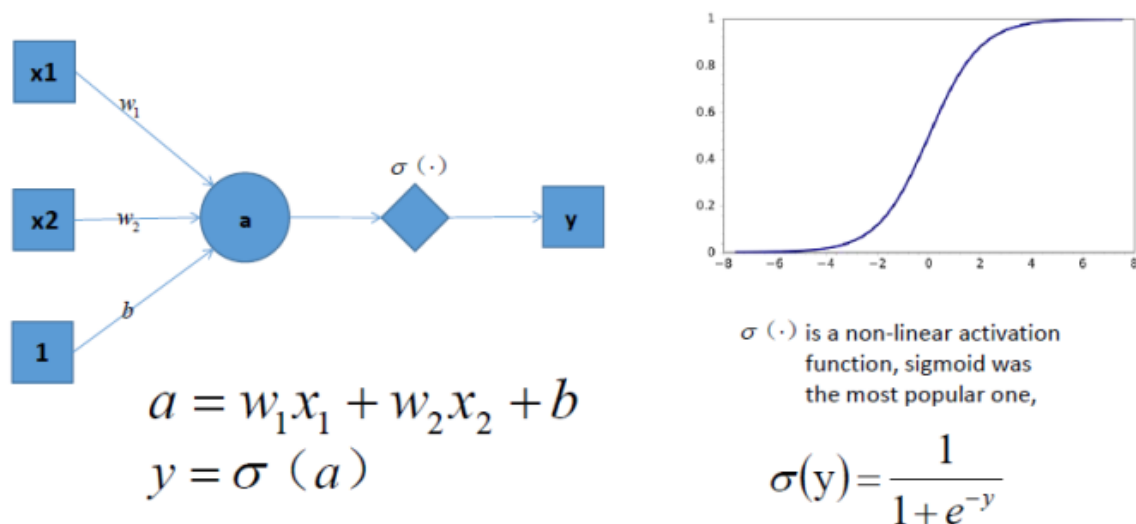 x1
w₁
x2
w₂
1
b
a
σ (·)
y
a = w₁x₁ + w₂x₂ + b
y = σ (a)
1
0.8
0.6
0.4
0.2
0
−8 −6 −4 −2 0 2 4 6 8
σ (·) is a non-linear activation
function, sigmoid was
the most popular one,
σ(y) = 1 / (1 + e^{-y})